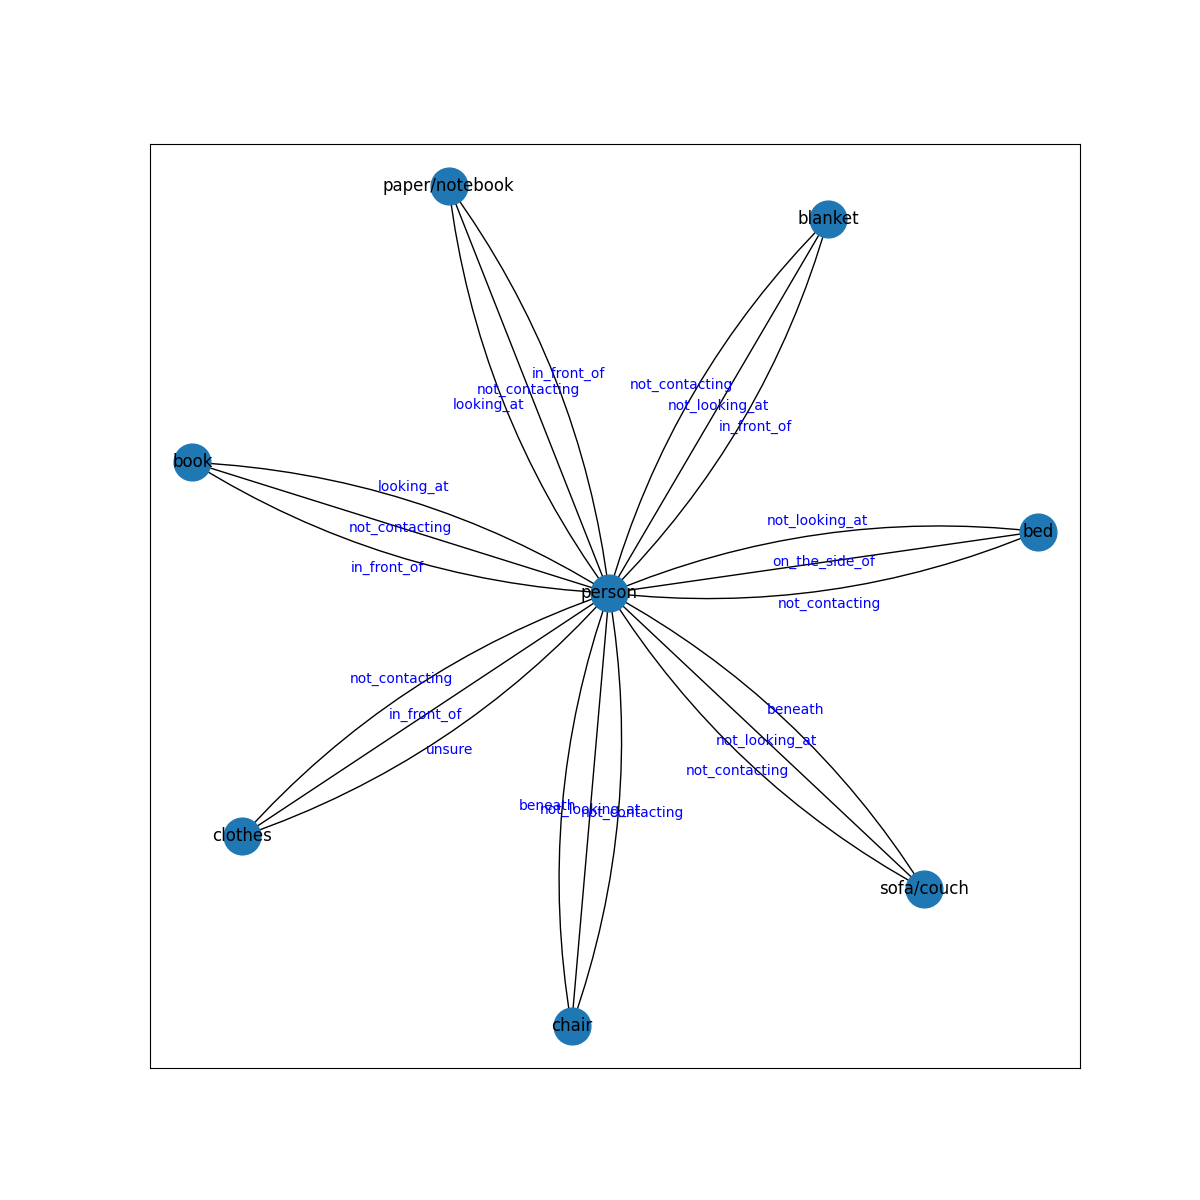 paper/notebook
blanket
in_front_of
not_contacting
looking_at
not_contacting
not_looking_at
in_front_of
book
looking_at
not_contacting
in_front_of
not_looking_at
bed
on_the_side_of
not_contacting
person
not_contacting
in_front_of
unsure
beneath
not_looking_at
not_contacting
beneath
not_looking_at
not_contacting
clothes
sofa/couch
chair